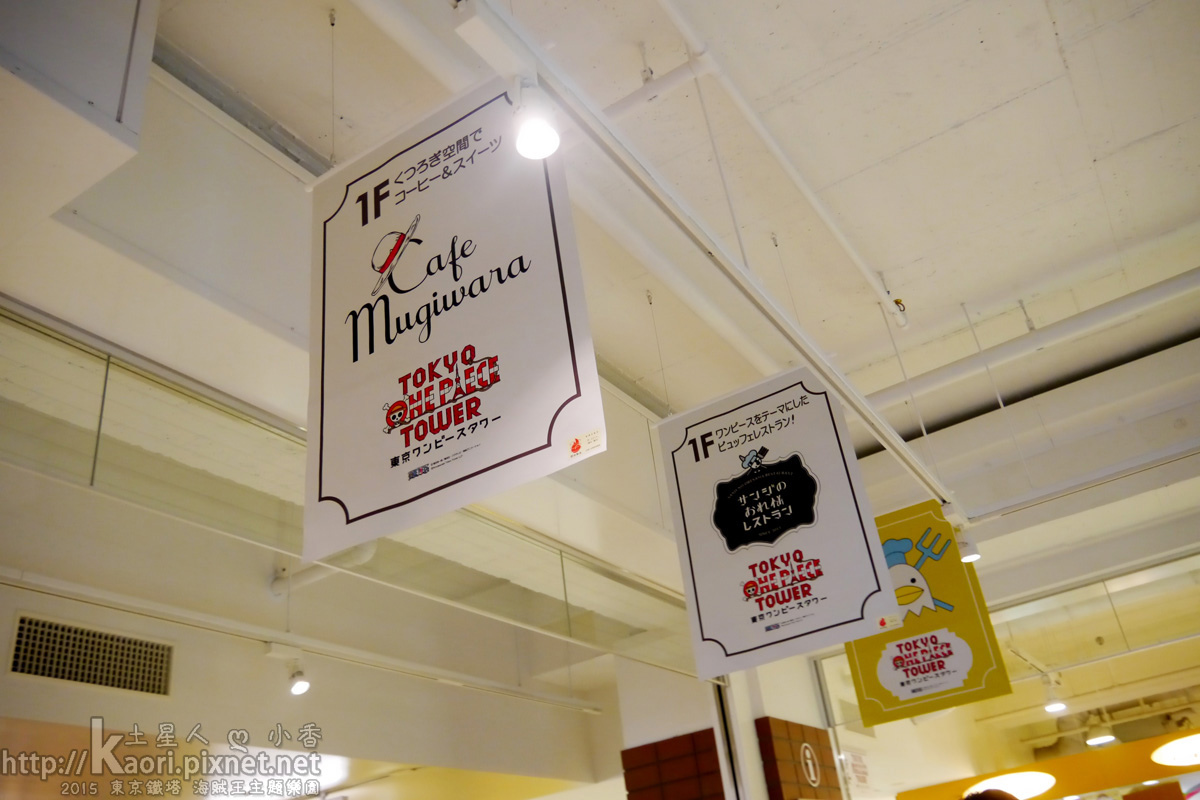 1F くつろぎ空間で
コーヒー&スイーツ
Cafe
Mugiwara
TOKYO
ONE PIECE
TOWER
東京ワンピースタワー
1F ワンピースをテーマにした
ビュッフェレストラン!
サンジの
おれ様
レストラン
TOKYO
ONE PIECE
TOWER
東京ワンピースタワー
TOKYO
ONE PIECE
TOWER
東京ワンピースタワー
i
土星人 小香
http://Kaori.pixnet.net
2015 東京鐵塔 海賊王主題樂園